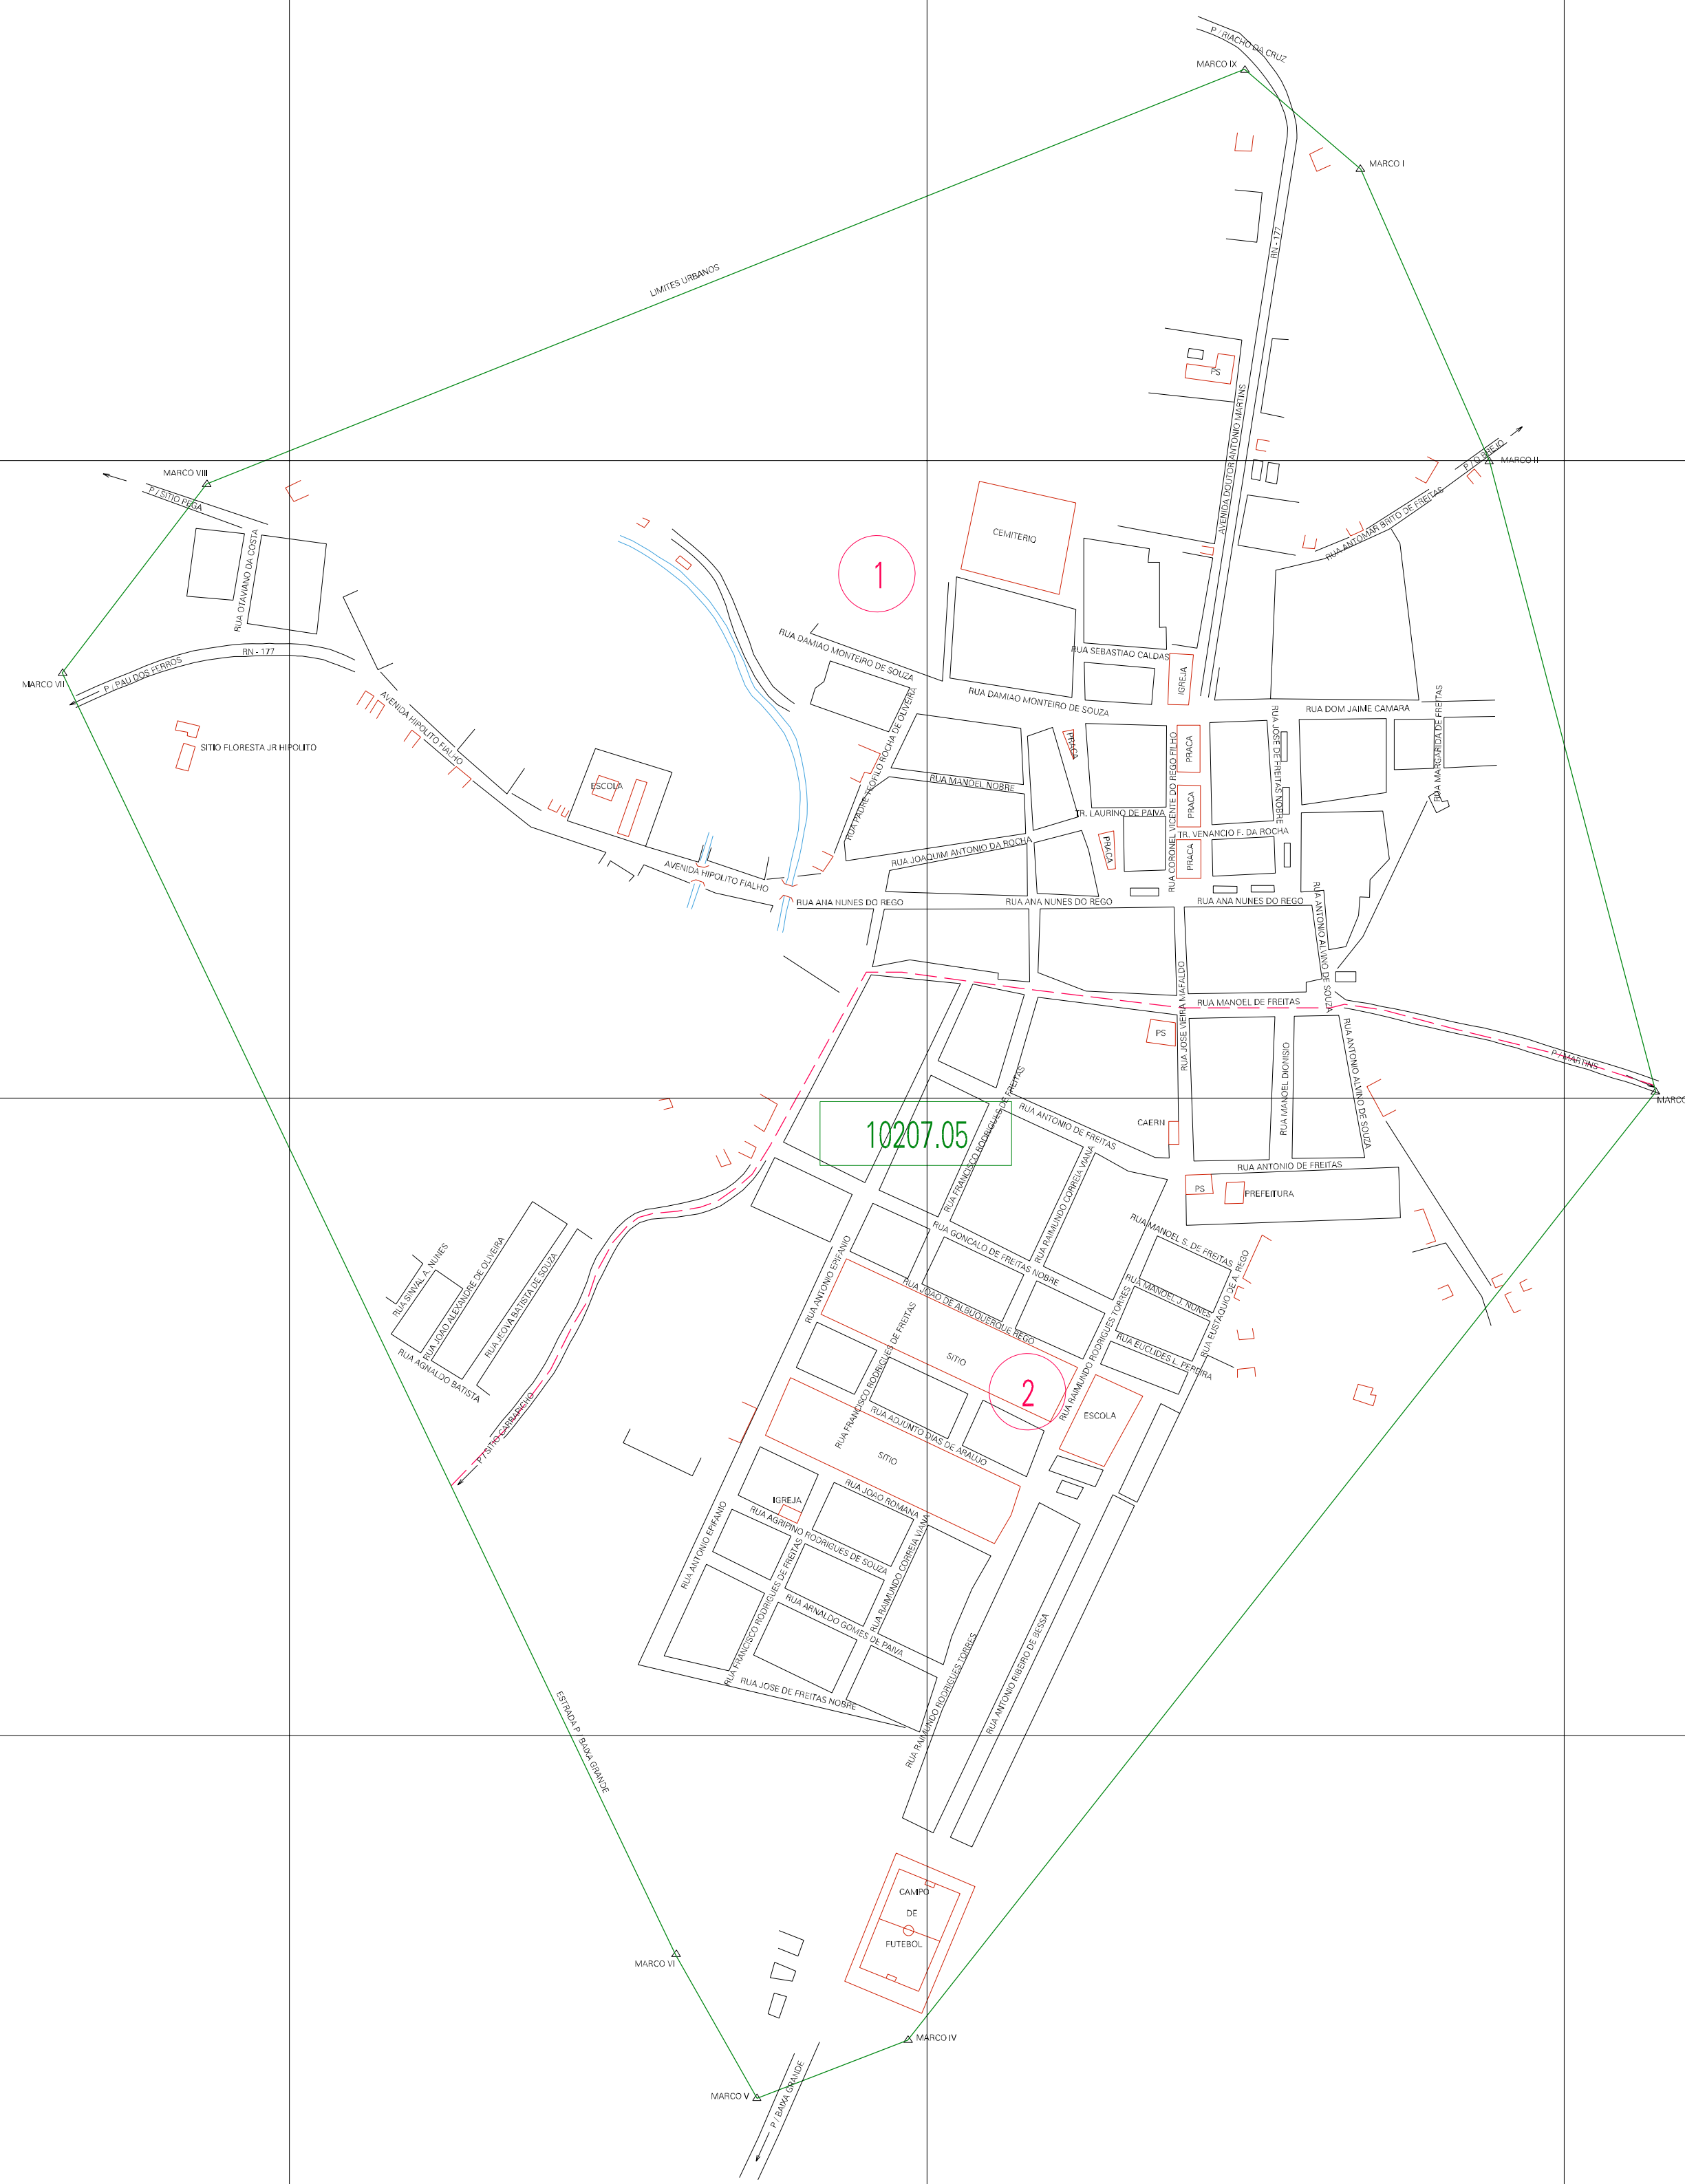 P / RIACHO DA CRUZ
MARCO IX
MARCO I
RN - 177
LIMITES URBANOS
PS
AVENIDA DOUTOR ANTONIO MARTINS
P / O BREJO
MARCO II
MARCO VIII
P / SITIO PEGA
RUA ANTOMAR BRITO DE FREITAS
CEMITERIO
1
RUA OTAVIANO DA COSTA
RUA DAMIAO MONTEIRO DE SOUZA
RUA SEBASTIAO CALDAS
RN - 177
P / PAU DOS FERROS
MARCO VII
IGREJA
RUA DAMIAO MONTEIRO DE SOUZA
RUA DOM JAIME CAMARA
AVENIDA HIPOLITO FIALHO
SITIO FLORESTA JR HIPOLITO
RUA PADRE TEOFILO ROCHA DE OLIVEIRA
PRACA
PRACA
RUA JOSE DE FREITAS NOBRE
RUA MARGARIDA DE FREITAS
ESCOLA
RUA MANOEL NOBRE
RUA CORONEL VICENTE DO REGO FILHO
PRACA
TR. LAURINO DE PAIVA
TR. VENANCIO F. DA ROCHA
RUA JOAQUIM ANTONIO DA ROCHA
PRACA
PRACA
AVENIDA HIPOLITO FIALHO
RUA ANA NUNES DO REGO
RUA ANA NUNES DO REGO
RUA ANA NUNES DO REGO
RUA ANTONIO ALVINO DE SOUZA
RUA MANOEL DE FREITAS
RUA JOSE VIEIRA MAFALDO
PS
P / MARTINS
RUA MANOEL DIONISIO
RUA ANTONIO ALVINO DE SOUZA
MARCO
RUA ANTONIO DE FREITAS
CAERN
10207.05
RUA FRANCISCO RODRIGUES DE FREITAS
RUA RAIMUNDO CORREIA VIANA
RUA ANTONIO DE FREITAS
PS
PREFEITURA
RUA GONCALO DE FREITAS NOBRE
RUA MANOEL S. DE FREITAS
RUA SINVAL A. NUNES
RUA JOAO ALEXANDRE DE OLIVEIRA
RUA JEOVA BATISTA DE SOUZA
RUA ANTONIO EPIFANIO
RUA JOAO DE ALBUQUERQUE REGO
RUA MANOEL J. NUNES
RUA EUSTAQUIO DE A. REGO
RUA EUCLIDES L. PEREIRA
RUA AGNALDO BATISTA
RUA FRANCISCO RODRIGUES DE FREITAS
SITIO
2
RUA RAIMUNDO RODRIGUES TORRES
ESCOLA
P / SITIO CARRAPICHO
RUA ADJUNTO DIAS DE ARAUJO
SITIO
RUA JOAO ROMANA
IGREJA
RUA AGRIPINO RODRIGUES DE SOUZA
RUA ANTONIO EPIFANIO
RUA FRANCISCO RODRIGUES DE FREITAS
RUA RAIMUNDO CORREIA VIANA
RUA ARNALDO GOMES DE PAIVA
RUA JOSE DE FREITAS NOBRE
RUA RAIMUNDO RODRIGUES TORRES
RUA ANTONIO RIBEIRO DE BESSA
ESTRADA P / BAIXA GRANDE
CAMPO
DE
FUTEBOL
MARCO VI
MARCO IV
MARCO V
P / BAIXA GRANDE